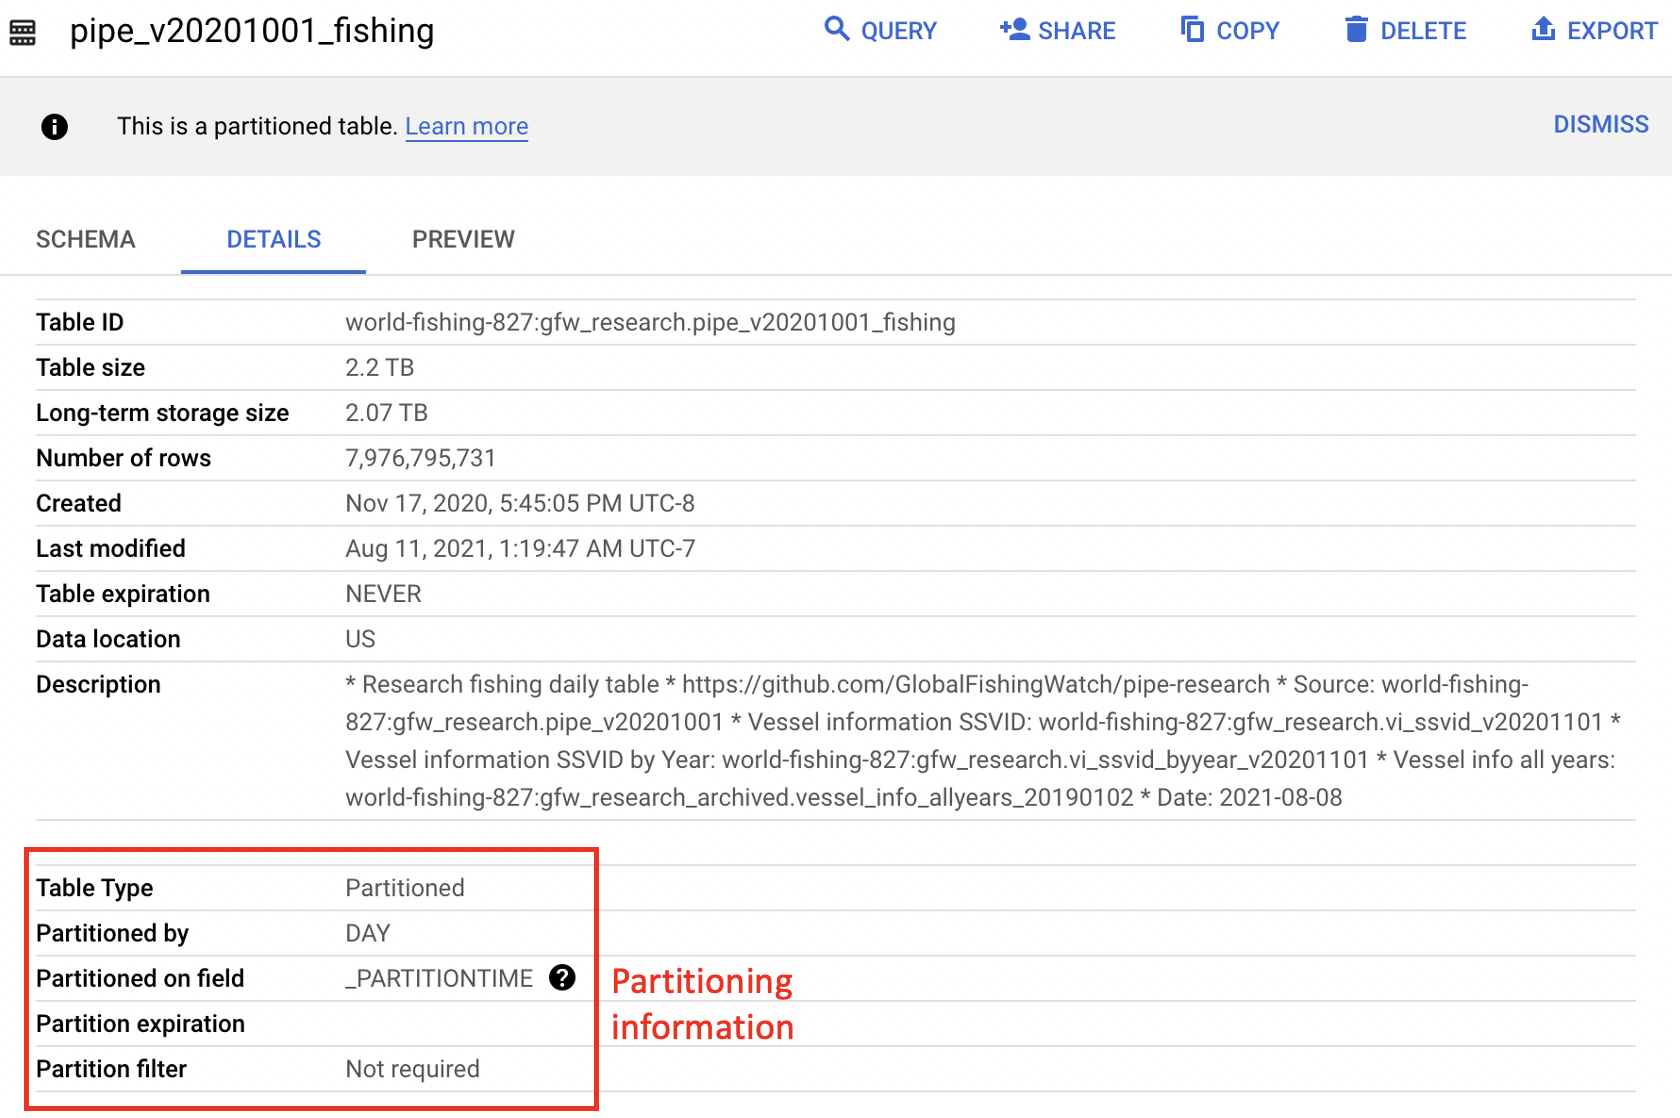 pipe_v20201001_fishing QUERY SHARE COPY DELETE EXPORT
This is a partitioned table. Learn more DISMISS
SCHEMA DETAILS PREVIEW
Table ID world-fishing-827:gfw_research.pipe_v20201001_fishing
Table size 2.2 TB
Long-term storage size 2.07 TB
Number of rows 7,976,795,731
Created Nov 17, 2020, 5:45:05 PM UTC-8
Last modified Aug 11, 2021, 1:19:47 AM UTC-7
Table expiration NEVER
Data location US
Description * Research fishing daily table * https://github.com/GlobalFishingWatch/pipe-research * Source: world-fishing-
827:gfw_research.pipe_v20201001 * Vessel information SSVID: world-fishing-827:gfw_research.vi_ssvid_v20201101 *
Vessel information SSVID by Year: world-fishing-827:gfw_research.vi_ssvid_byyear_v20201101 * Vessel info all years:
world-fishing-827:gfw_research_archived.vessel_info_allyears_20190102 * Date: 2021-08-08
Table Type Partitioned
Partitioned by DAY
Partitioned on field _PARTITIONTIME ?
Partition expiration
Partition filter Not required
Partitioning
information